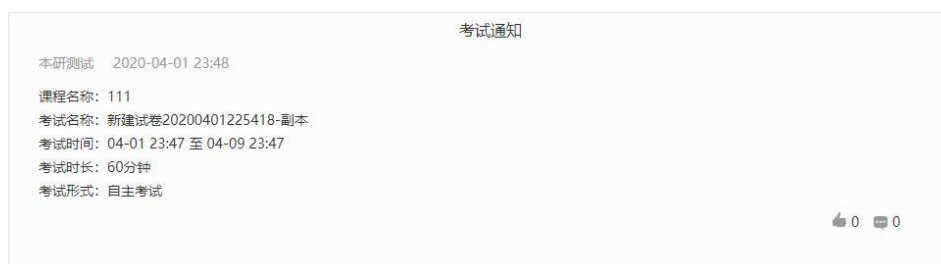 考试通知
本研测试 2020-04-01 23:48
课程名称：111
考试名称：新建试卷20200401225418-副本
考试时间：04-01 23:47 至 04-09 23:47
考试时长：60分钟
考试形式：自主考试
0 0